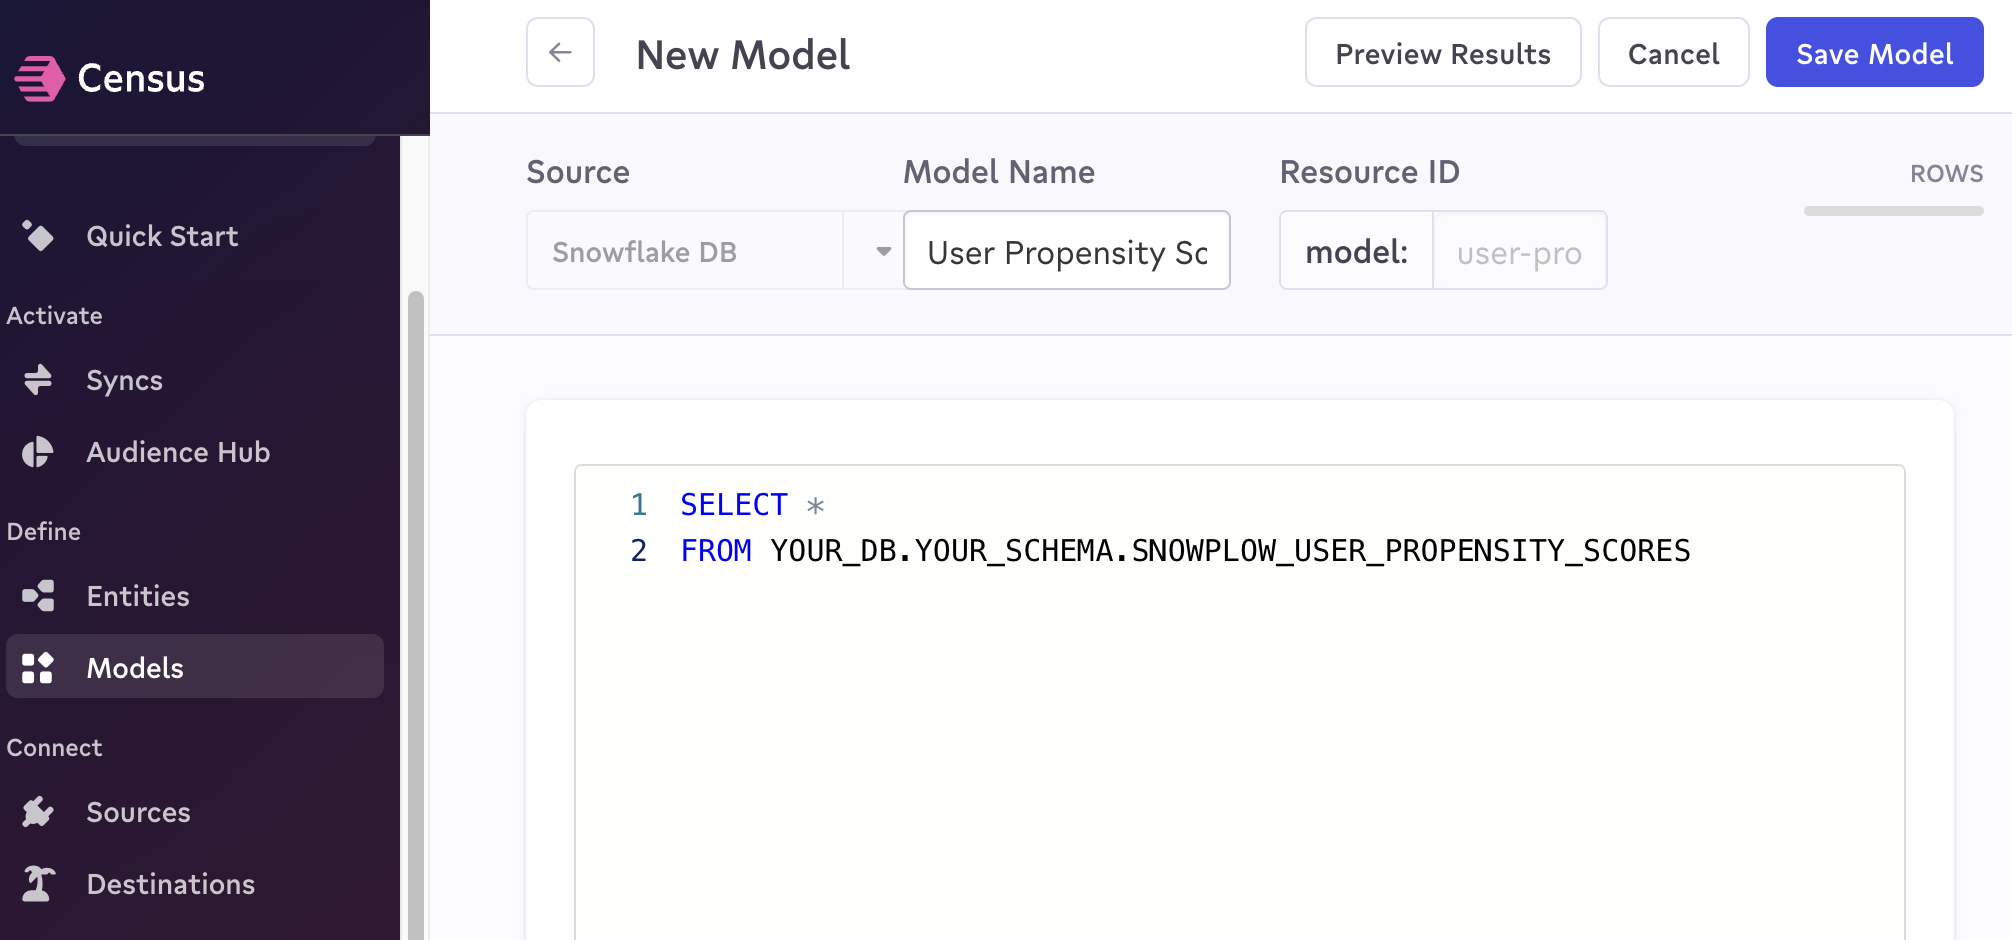 Census
Quick Start
Activate
Syncs
Audience Hub
Define
Entities
Models
Connect
Sources
Destinations
New Model
Preview Results
Cancel
Save Model
Source
Model Name
Resource ID
ROWS
Snowflake DB
User Propensity Sc
model:
user-pro
1 SELECT *
2 FROM YOUR_DB.YOUR_SCHEMA.SNOWPLOW_USER_PROPENSITY_SCORES